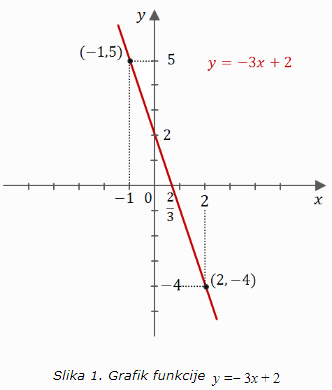 y
(−1,5)
5
y = −3x + 2
2
−1
0
2/3
2
x
−4
(2,−4)
Slika 1. Grafik funkcije y =− 3x + 2